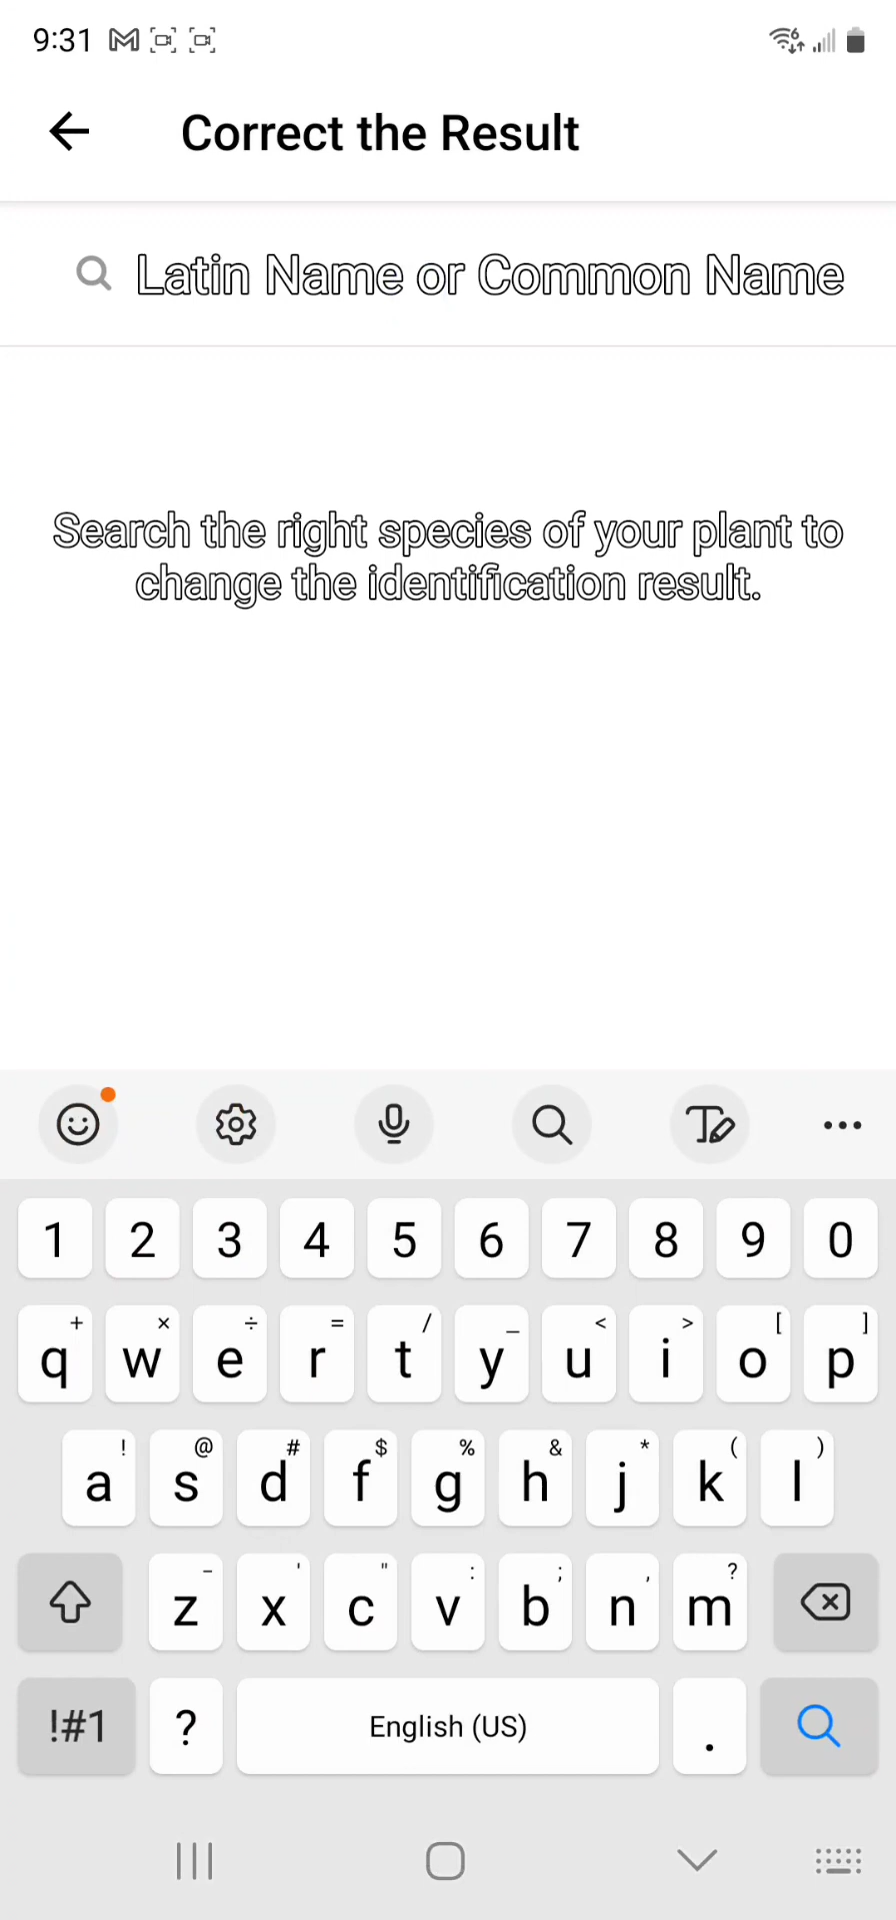 9:31
Correct the Result
Latin Name or Common Name
Search the right species of your plant to
change the identification result.
1 2 3 4 5 6 7 8 9 0
+ × ÷ = / _ < > [ ]
q w e r t y u i o p
! @ # $ % & * ( )
a s d f g h j k l
- ' " : ; , ?
z x c v b n m
!#1 ? English (US) .